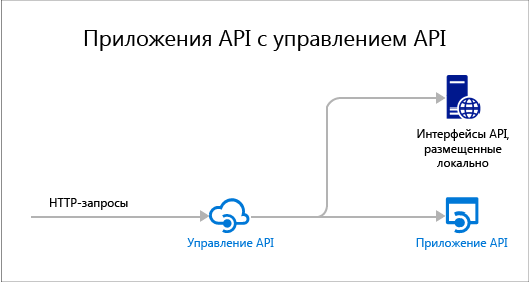 Приложения API с управлением API
Интерфейсы API,
размещенные
локально
HTTP-запросы
Управление API
Приложение API